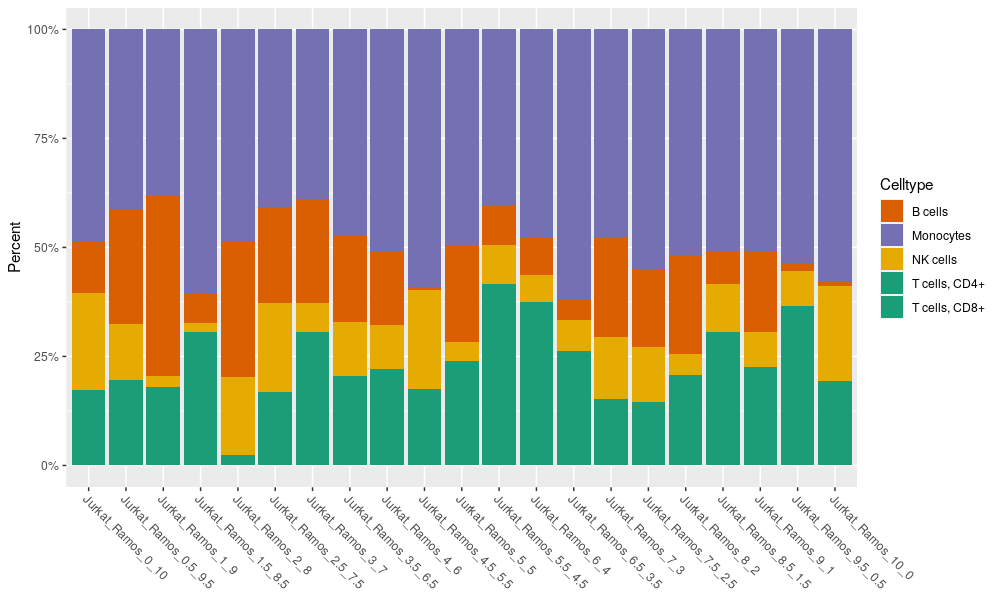 100%
75%
50%
25%
0%
Percent
Jurkat_Ramos_0_10
Jurkat_Ramos_0.5_9.5
Jurkat_Ramos_1_9
Jurkat_Ramos_1.5_8.5
Jurkat_Ramos_2_8
Jurkat_Ramos_2.5_7.5
Jurkat_Ramos_3_7
Jurkat_Ramos_3.5_6.5
Jurkat_Ramos_4_6
Jurkat_Ramos_4.5_5.5
Jurkat_Ramos_5_5
Jurkat_Ramos_5.5_4.5
Jurkat_Ramos_6_4
Jurkat_Ramos_6.5_3.5
Jurkat_Ramos_7_3
Jurkat_Ramos_7.5_2.5
Jurkat_Ramos_8_2
Jurkat_Ramos_8.5_1.5
Jurkat_Ramos_9_1
Jurkat_Ramos_9.5_0.5
Jurkat_Ramos_10_0
Celltype
B cells
Monocytes
NK cells
T cells, CD4+
T cells, CD8+